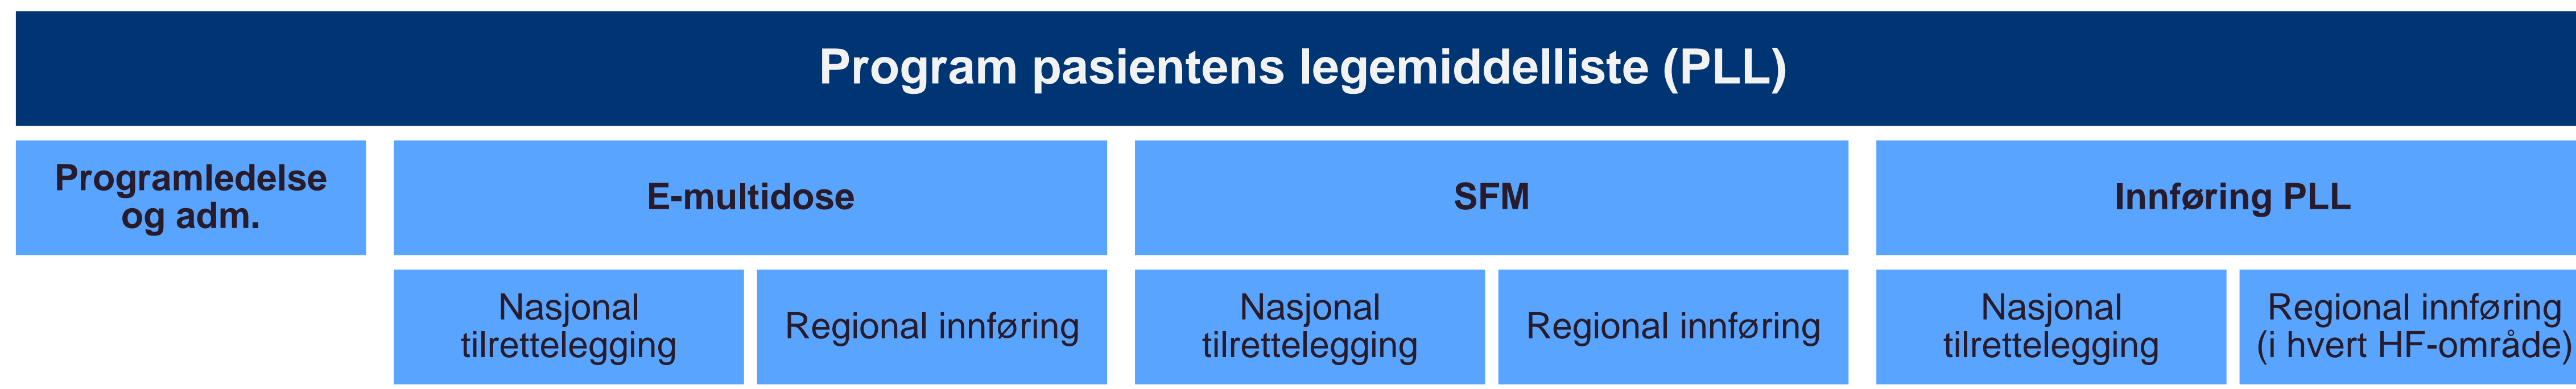 Program pasientens legemiddelliste (PLL)
Programledelse
og adm.
E-multidose
SFM
Innføring PLL
Nasjonal
tilrettelegging
Regional innføring
Nasjonal
tilrettelegging
Regional innføring
Nasjonal
tilrettelegging
Regional innføring
(i hvert HF-område)